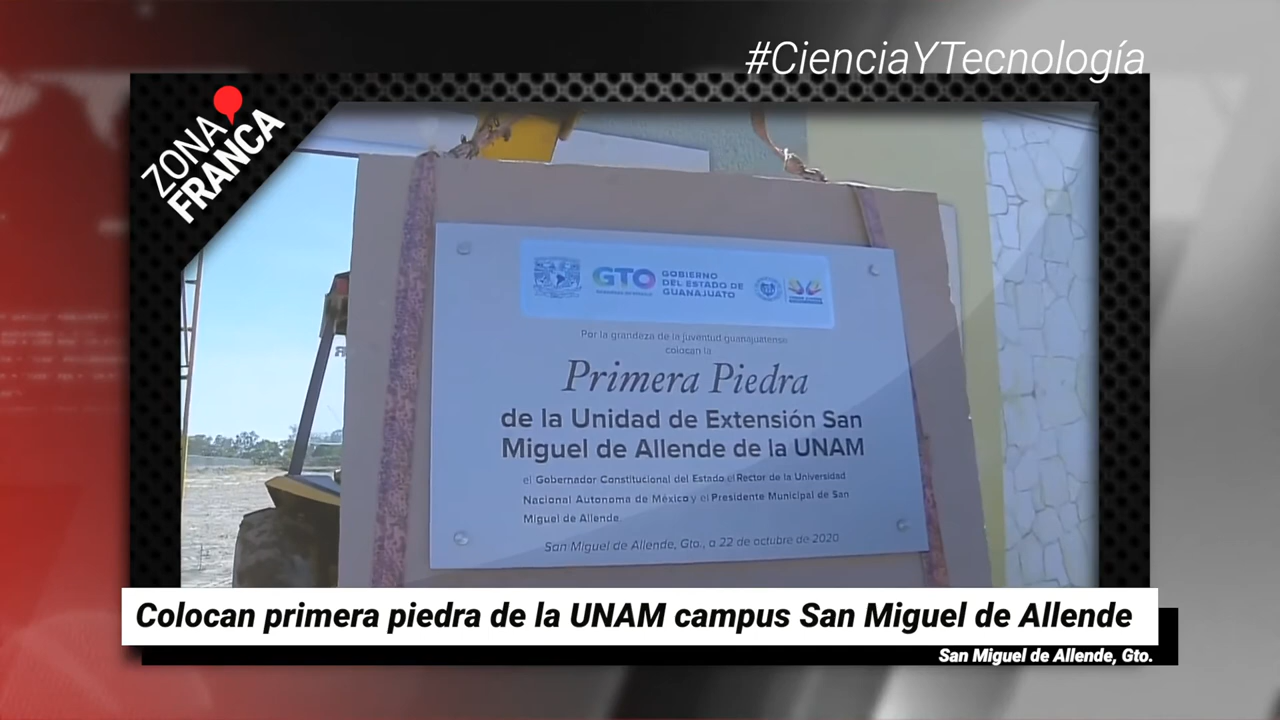 #CienciaYTecnología
ZONA
FRANCA
GTO
GOBIERNO
DEL ESTADO DE
GUANAJUATO
Por la grandeza de la juventud guanajuatense
colocan la
Primera Piedra
de la Unidad de Extensión San
Miguel de Allende de la UNAM
el Gobernador Constitucional del Estado el Rector de la Universidad
Nacional Autonoma de México y el Presidente Municipal de San
Miguel de Allende
San Miguel de Allende, Gto., a 22 de octubre de 2020
Colocan primera piedra de la UNAM campus San Miguel de Allende
San Miguel de Allende, Gto.